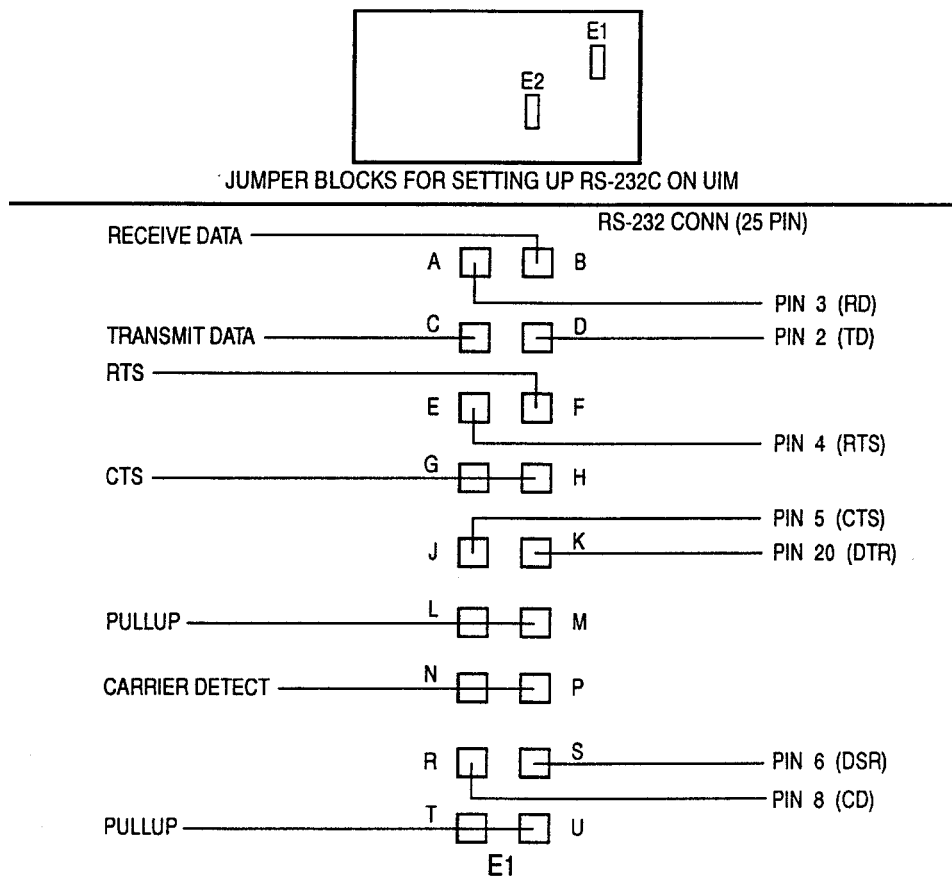 E1
E2
JUMPER BLOCKS FOR SETTING UP RS-232C ON UIM
RS-232 CONN (25 PIN)
RECEIVE DATA
A B
PIN 3 (RD)
TRANSMIT DATA C D PIN 2 (TD)
RTS
E F
PIN 4 (RTS)
CTS G H
PIN 5 (CTS)
J K PIN 20 (DTR)
PULLUP L M
CARRIER DETECT N P
R S PIN 6 (DSR)
PIN 8 (CD)
PULLUP T U
E1